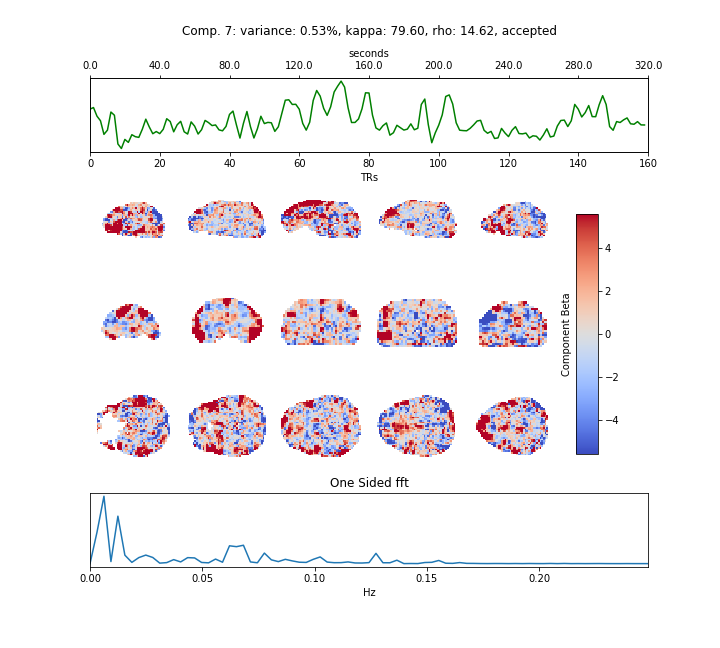 Comp. 7: variance: 0.53%, kappa: 79.60, rho: 14.62, accepted
seconds
0.0 40.0 80.0 120.0 160.0 200.0 240.0 280.0 320.0
0 20 40 60 80 100 120 140 160
TRs
4
2
0
−2
−4
Component Beta
One Sided fft
0.00 0.05 0.10 0.15 0.20
Hz